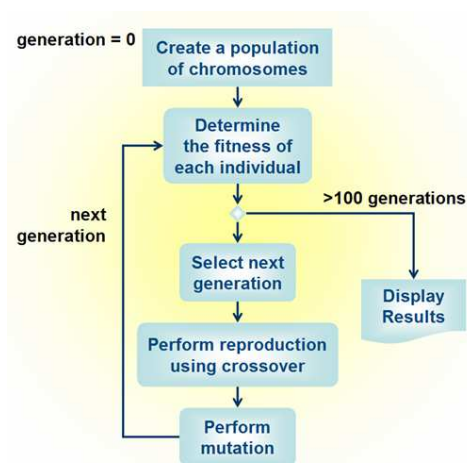 generation = 0
Create a population
of chromosomes
Determine
the fitness of
each individual
>100 generations
next
generation
Select next
generation
Display
Results
Perform reproduction
using crossover
Perform
mutation